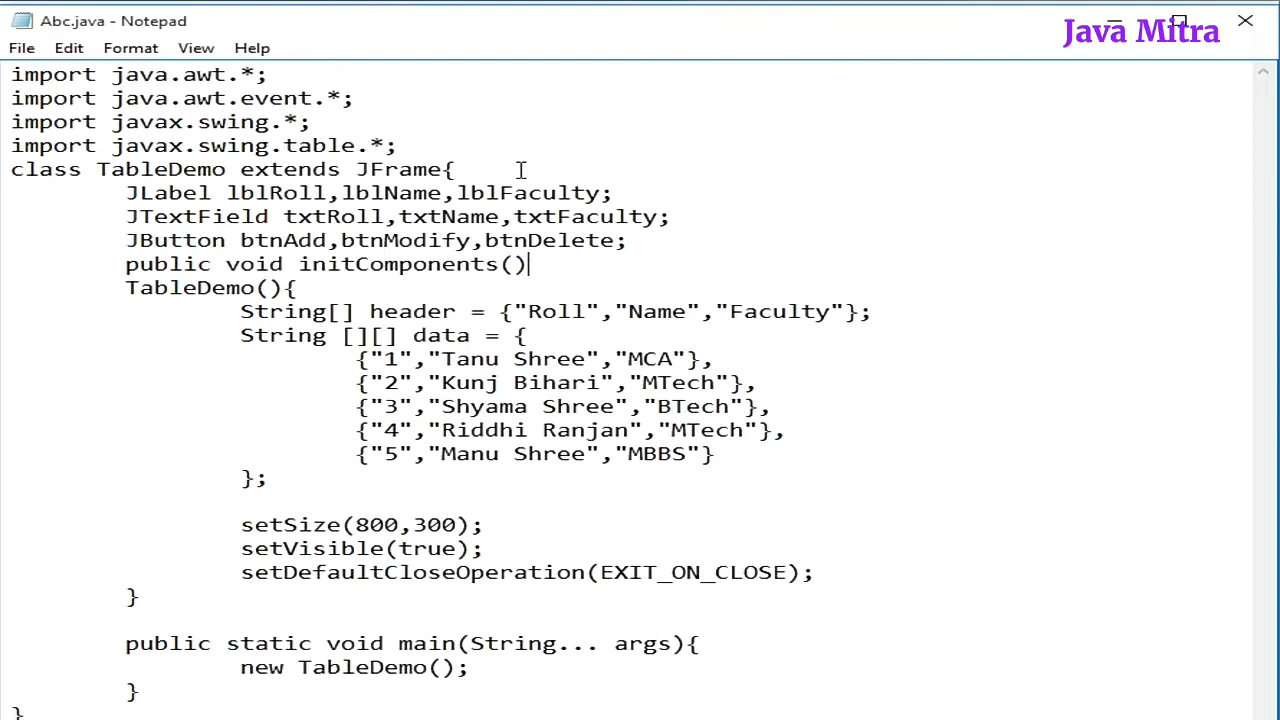 Abc.java - Notepad
Java Mitra
File Edit Format View Help
import java.awt.*;
import java.awt.event.*;
import javax.swing.*;
import javax.swing.table.*;
class TableDemo extends JFrame{
JLabel lblRoll,lblName,lblFaculty;
JTextField txtRoll,txtName,txtFaculty;
JButton btnAdd,btnModify,btnDelete;
public void initComponents()
TableDemo(){
String[] header = {"Roll","Name","Faculty"};
String [][] data = {
{"1","Tanu Shree","MCA"},
{"2","Kunj Bihari","MTech"},
{"3","Shyama Shree","BTech"},
{"4","Riddhi Ranjan","MTech"},
{"5","Manu Shree","MBBS"}
};
setSize(800,300);
setVisible(true);
setDefaultCloseOperation(EXIT_ON_CLOSE);
}
public static void main(String... args){
new TableDemo();
}
}